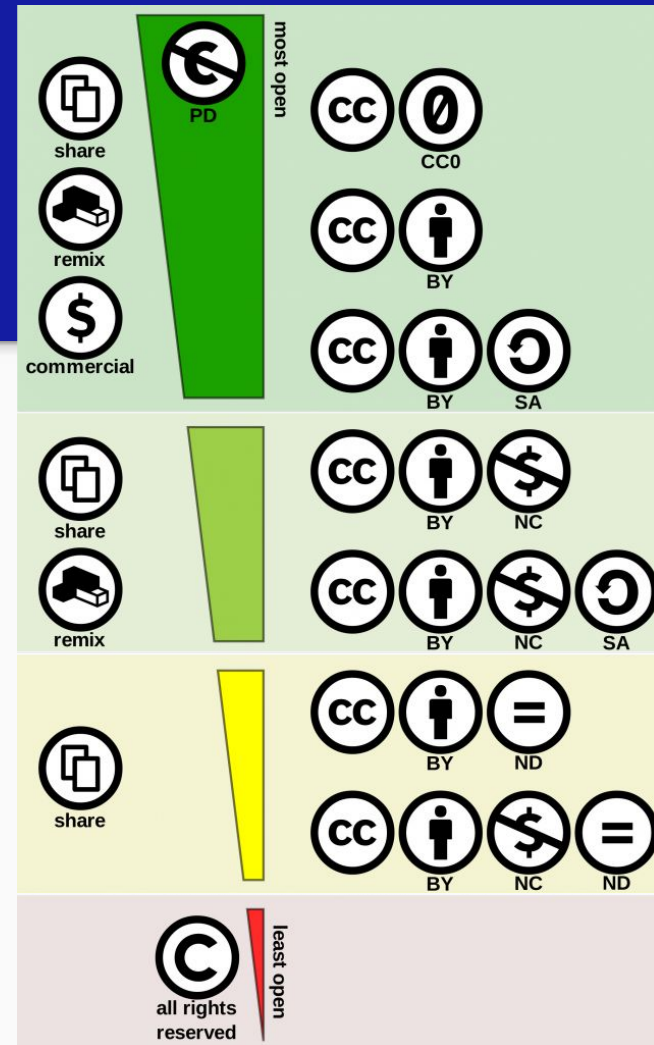 most open
PD
share
remix
commercial
cc 0
CC0
cc
BY
cc
BY SA
share
remix
cc $
BY NC
cc $
BY NC SA
share
cc =
BY ND
cc $ =
BY NC ND
C
all rights
reserved
least open